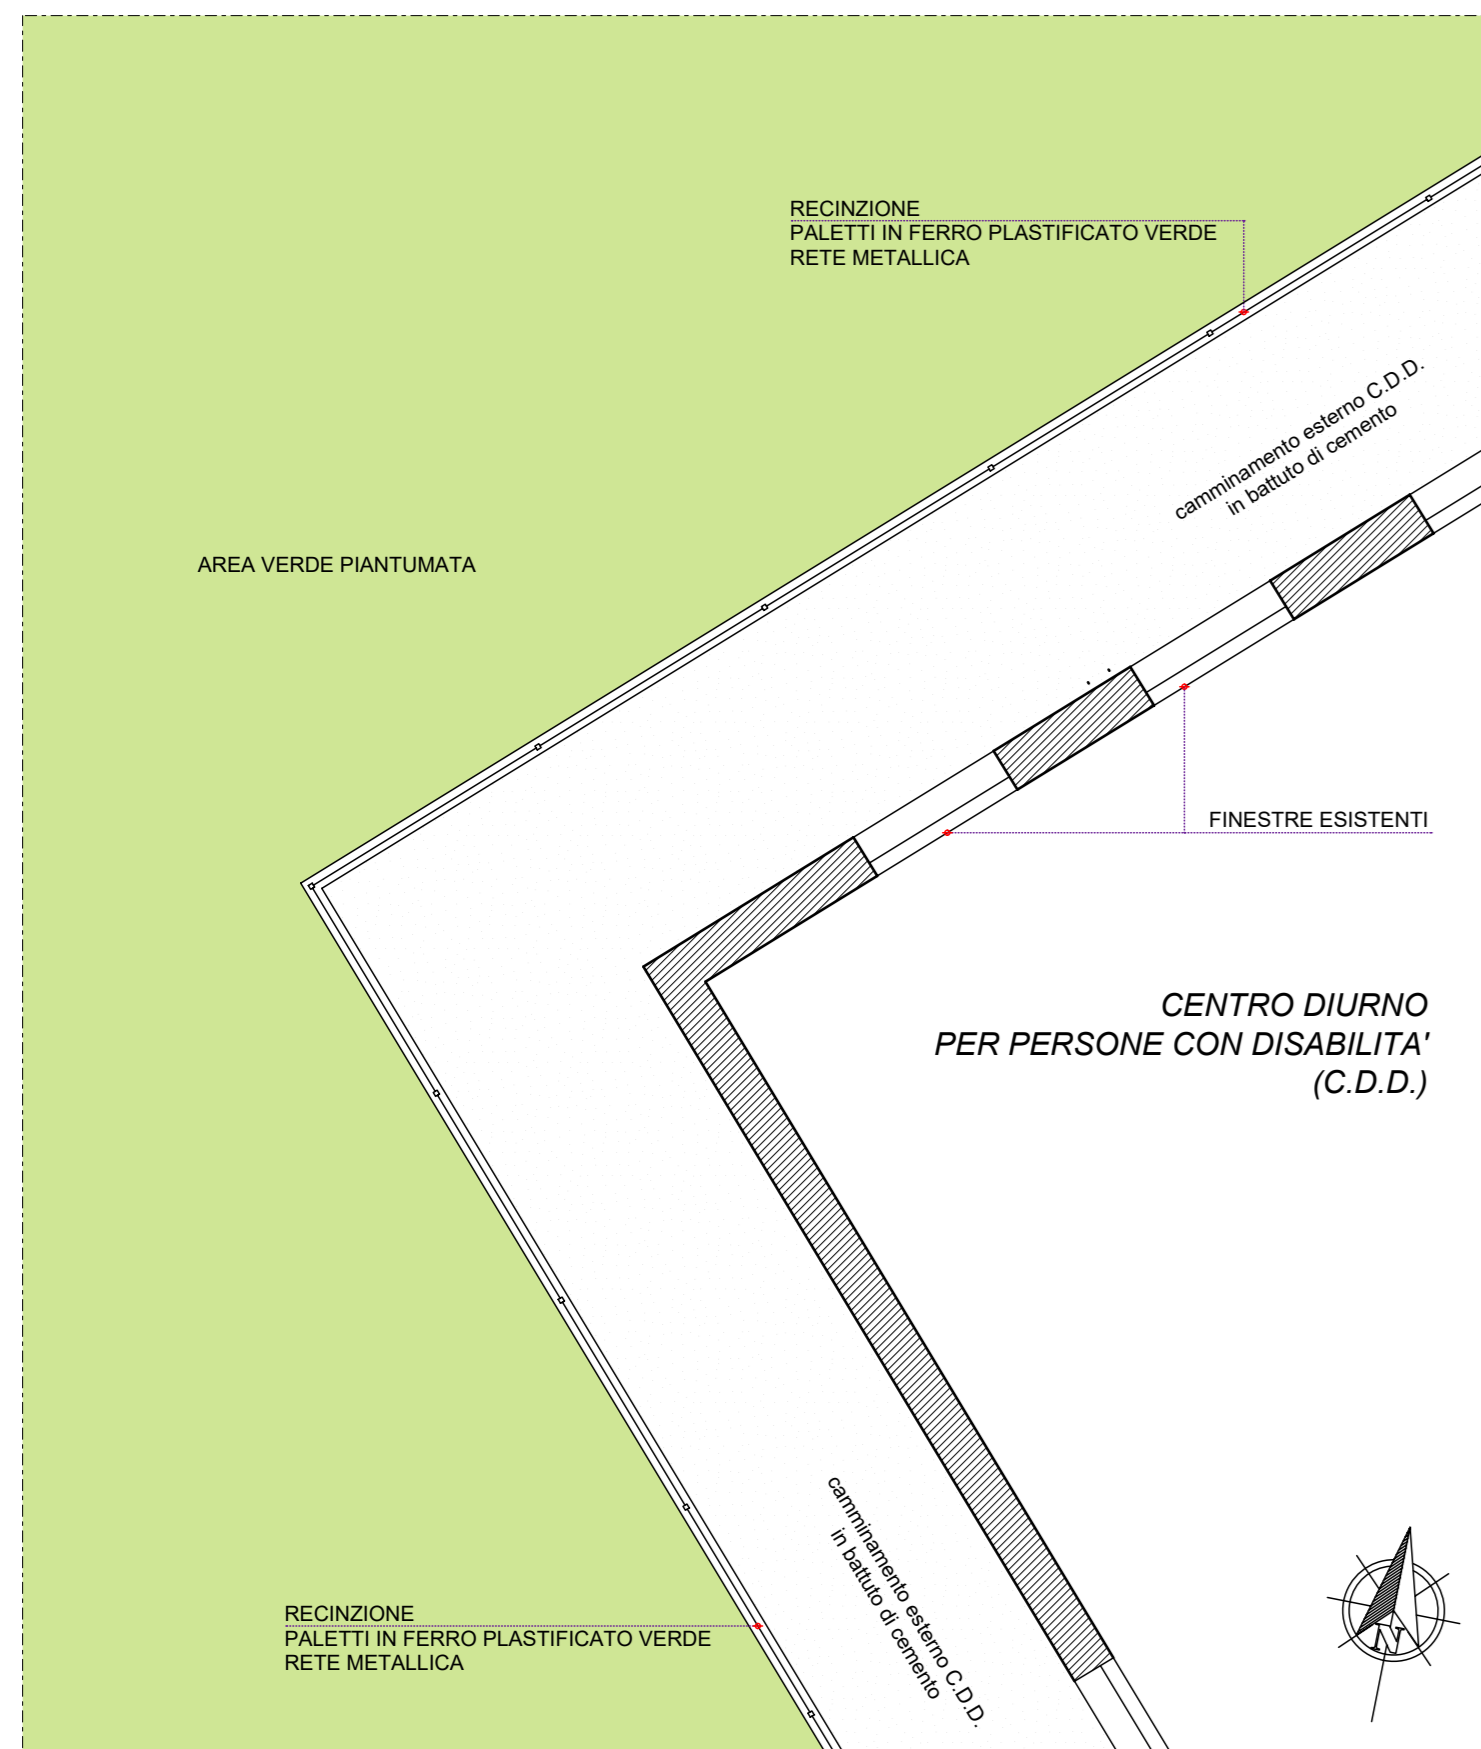 RECINZIONE
PALETTI IN FERRO PLASTIFICATO VERDE
RETE METALLICA
camminamento esterno C.D.D.
in battuto di cemento
AREA VERDE PIANTUMATA
FINESTRE ESISTENTI
CENTRO DIURNO
PER PERSONE CON DISABILITA'
(C.D.D.)
camminamento esterno C.D.D.
in battuto di cemento
RECINZIONE
PALETTI IN FERRO PLASTIFICATO VERDE
RETE METALLICA
N